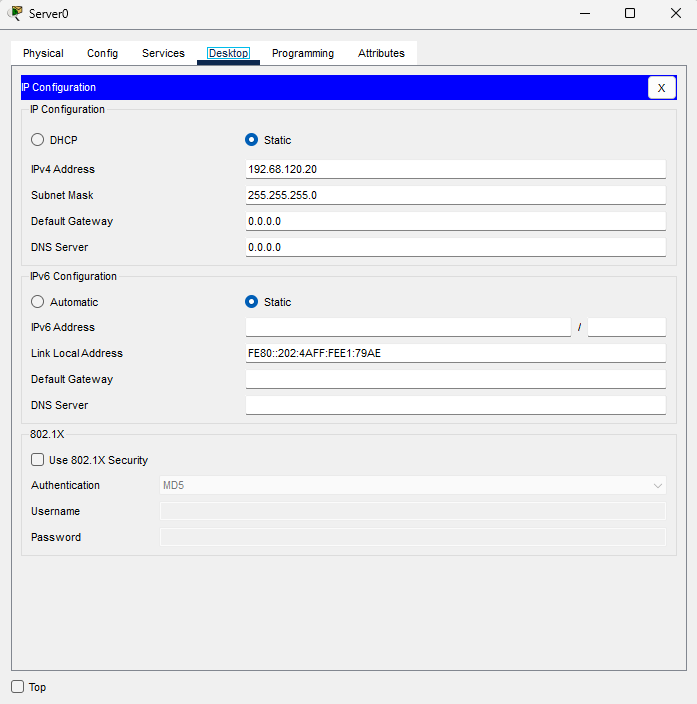 Server0
Physical Config Services Desktop Programming Attributes
IP Configuration X
IP Configuration
DHCP Static
IPv4 Address 192.68.120.20
Subnet Mask 255.255.255.0
Default Gateway 0.0.0.0
DNS Server 0.0.0.0
IPv6 Configuration
Automatic Static
IPv6 Address /
Link Local Address FE80::202:4AFF:FEE1:79AE
Default Gateway
DNS Server
802.1X
Use 802.1X Security
Authentication MD5
Username
Password
Top